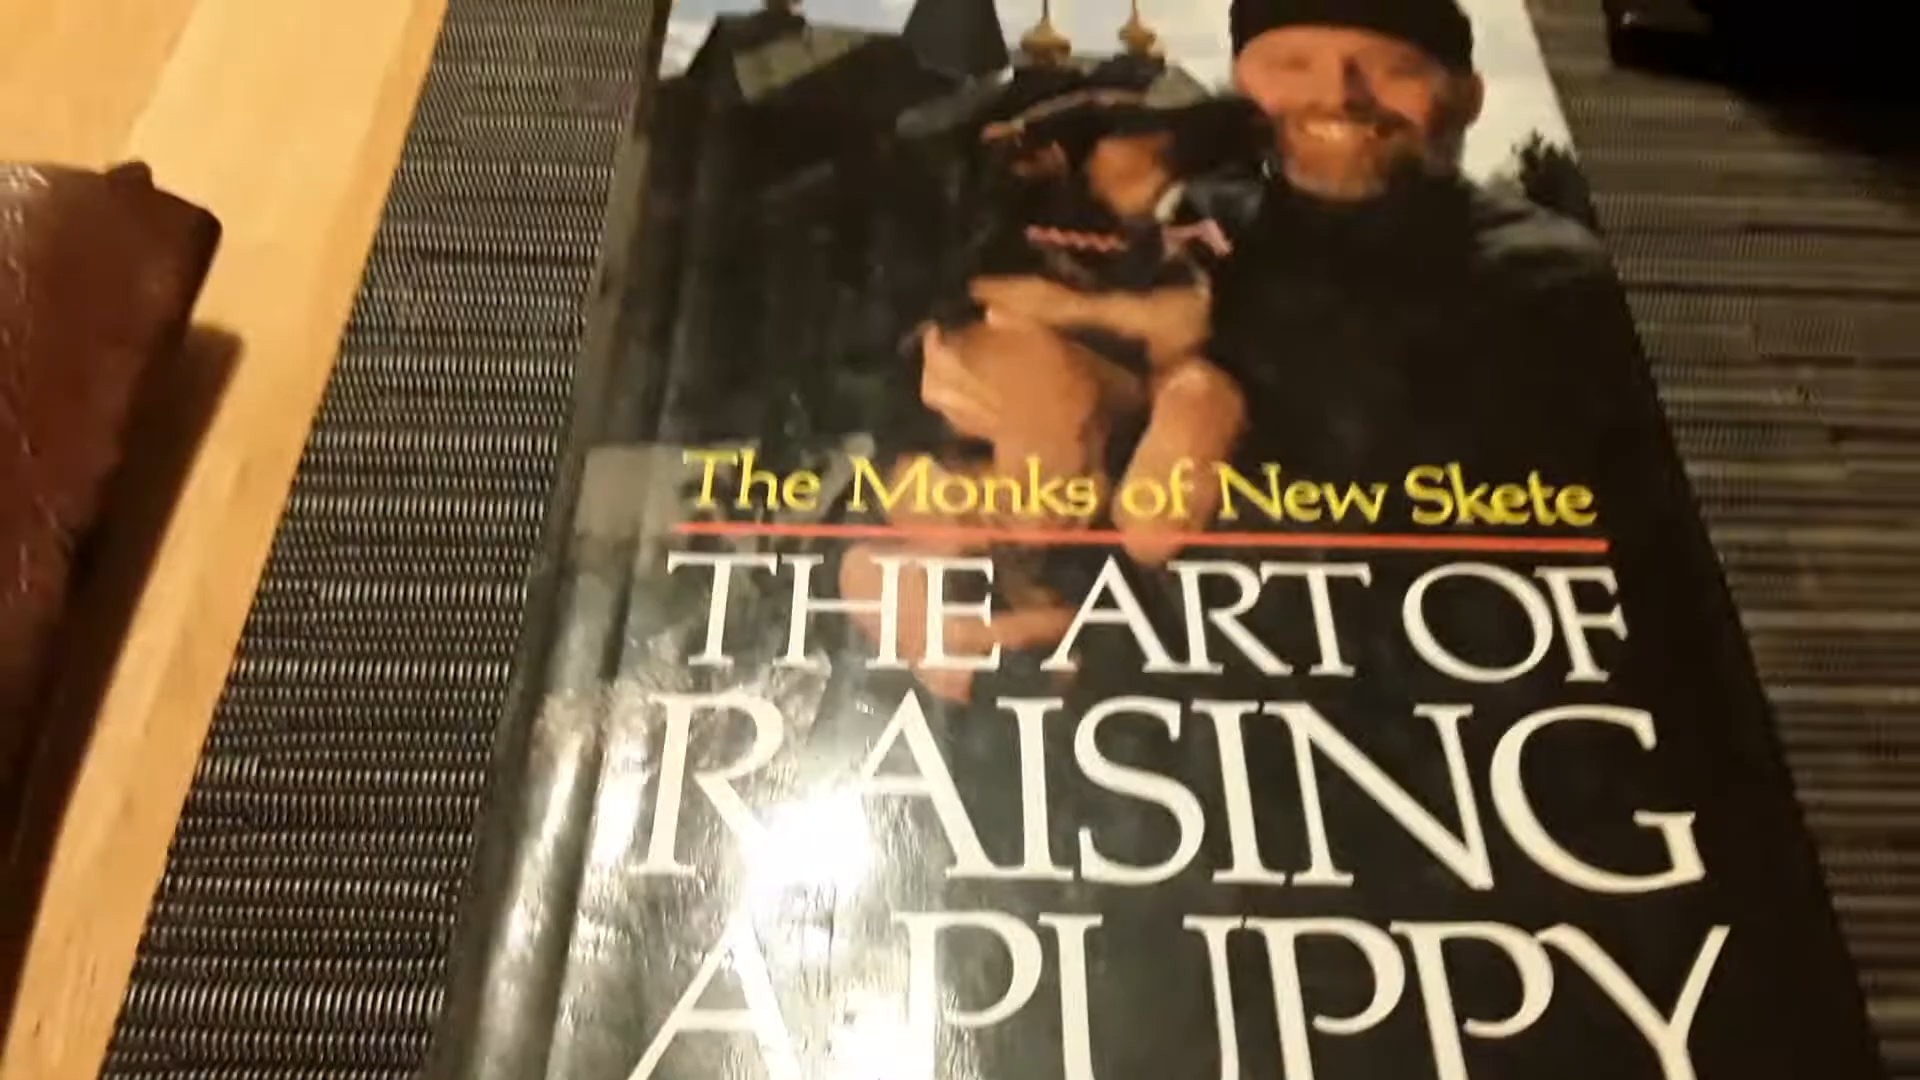 The Monks of New Skete
THE ART OF
RAISING
A PUPPY